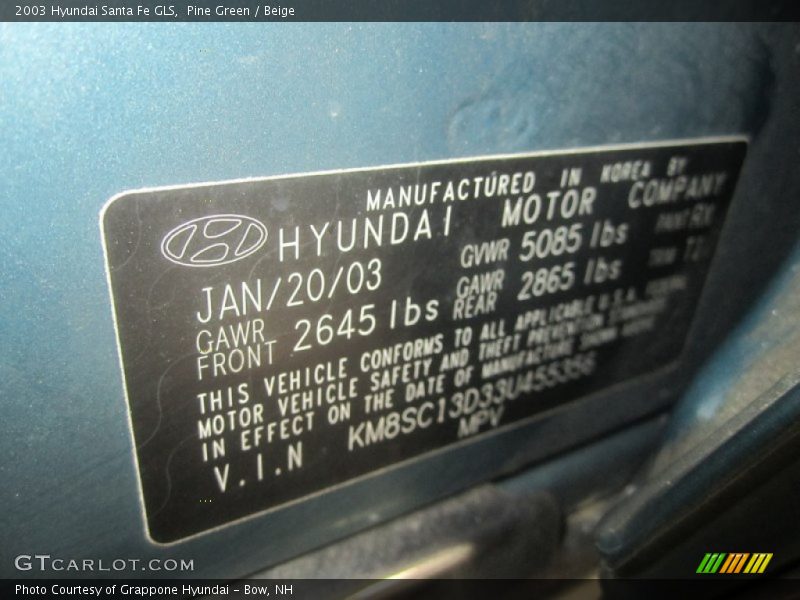 2003 Hyundai Santa Fe GLS, Pine Green / Beige
MANUFACTURED IN KOREA BY
HYUNDAI MOTOR COMPANY
JAN/20/03 GVWR 5085 lbs PAINT RX
GAWR FRONT 2645 lbs GAWR REAR 2865 lbs TRIM
THIS VEHICLE CONFORMS TO ALL APPLICABLE U.S.A. FEDERAL
MOTOR VEHICLE SAFETY AND THEFT PREVENTION STANDARDS
IN EFFECT ON THE DATE OF MANUFACTURE SHOWN ABOVE
V.I.N KM8SC13D33U455356
MPV
GTCARLOT.COM
Photo Courtesy of Grappone Hyundai - Bow, NH